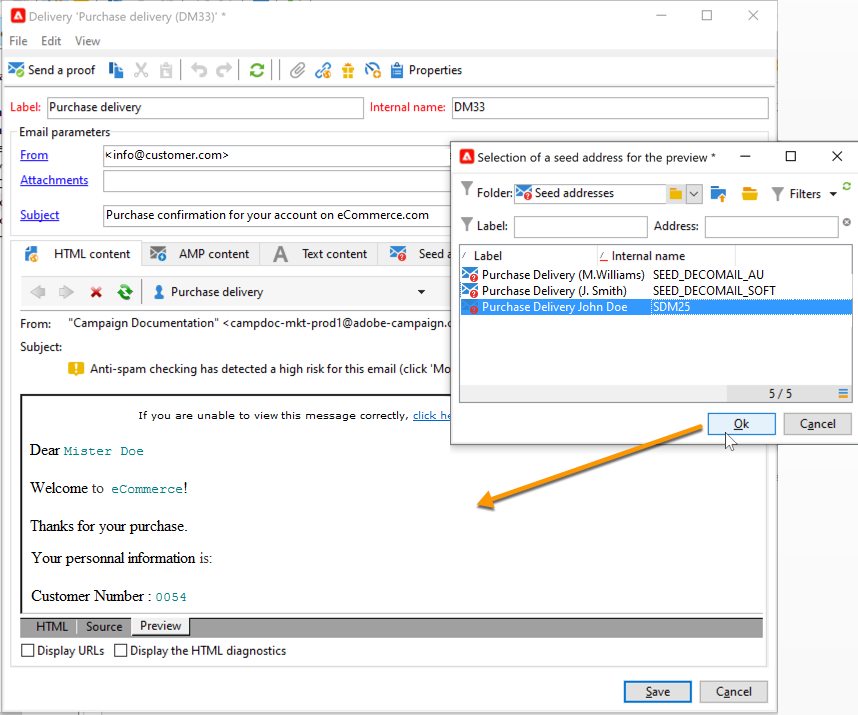 Delivery 'Purchase delivery (DM33)' *
File Edit View
Send a proof Properties
Label: Purchase delivery Internal name: DM33
Email parameters
From <info@customer.com>
Attachments
Subject Purchase confirmation for your account on eCommerce.com
HTML content AMP content Text content Seed a
Purchase delivery
From: "Campaign Documentation" <campdoc-mkt-prod1@adobe-campaign.c
Subject:
Anti-spam checking has detected a high risk for this email (click 'Mo
If you are unable to view this message correctly, click he
Dear Mister Doe
Welcome to eCommerce!
Thanks for your purchase.
Your personnal information is:
Customer Number : 0054
HTML Source Preview
Display URLs Display the HTML diagnostics
Save Cancel
Selection of a seed address for the preview *
Folder: Seed addresses Filters
Label: Address:
Label Internal name
Purchase Delivery (M.Williams) SEED_DECOMAIL_AU
Purchase Delivery (J. Smith) SEED_DECOMAIL_SOFT
Purchase Delivery John Doe SDM25
5 / 5
Ok Cancel